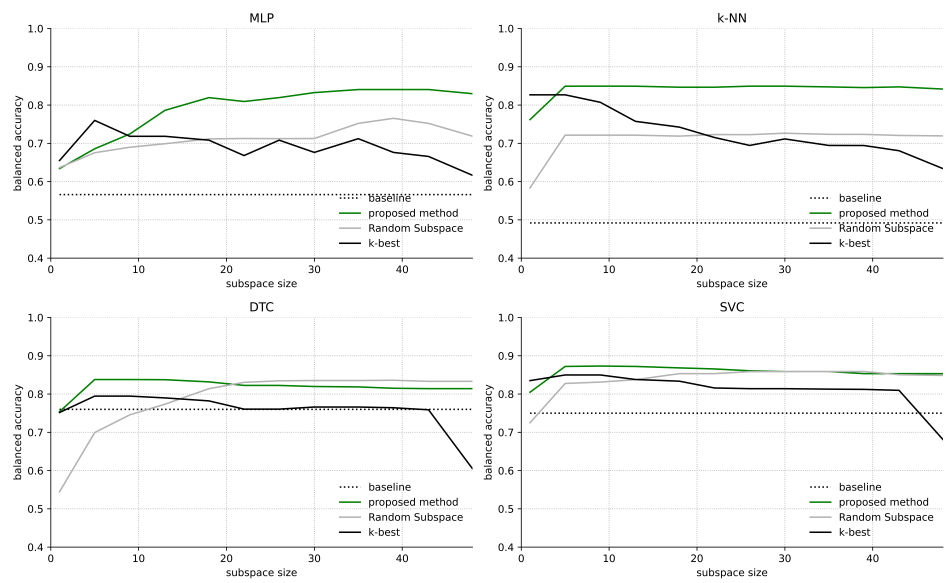 MLP
1.0
0.9
0.8
0.7
0.6
0.5
0.4
balanced accuracy
0 10 20 30 40
subspace size
baseline
proposed method
Random Subspace
k-best
k-NN
1.0
0.9
0.8
0.7
0.6
0.5
0.4
balanced accuracy
0 10 20 30 40
subspace size
baseline
proposed method
Random Subspace
k-best
DTC
1.0
0.9
0.8
0.7
0.6
0.5
0.4
balanced accuracy
0 10 20 30 40
subspace size
baseline
proposed method
Random Subspace
k-best
SVC
1.0
0.9
0.8
0.7
0.6
0.5
0.4
balanced accuracy
0 10 20 30 40
subspace size
baseline
proposed method
Random Subspace
k-best